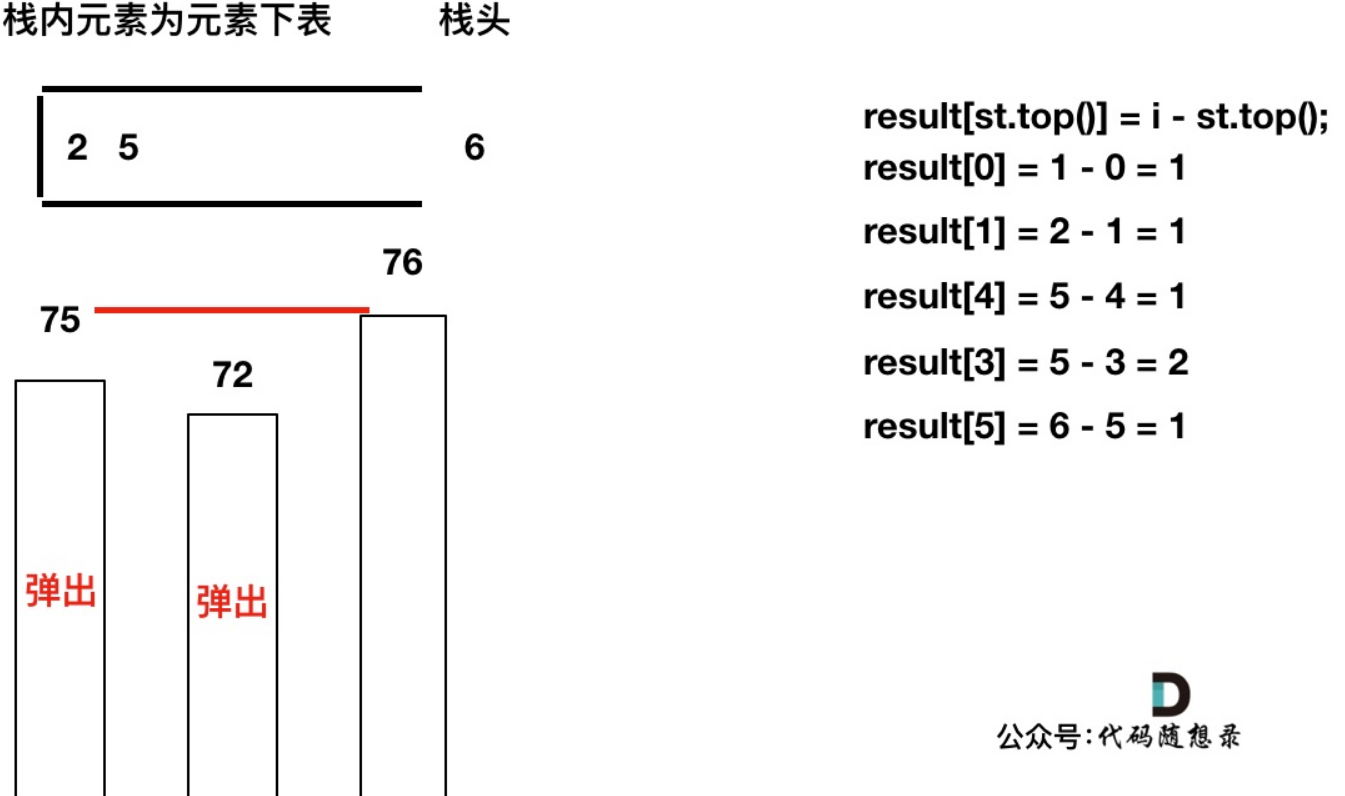 栈内元素为元素下表 栈头
2 5 6
76
75
72
弹出 弹出
result[st.top()] = i - st.top();
result[0] = 1 - 0 = 1
result[1] = 2 - 1 = 1
result[4] = 5 - 4 = 1
result[3] = 5 - 3 = 2
result[5] = 6 - 5 = 1
公众号:代码随想录